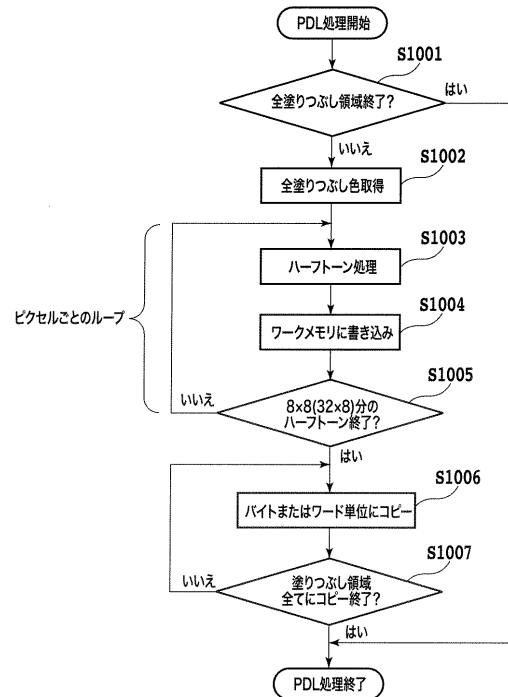 PDL処理開始
S1001
全塗りつぶし領域終了?
はい
いいえ
S1002
全塗りつぶし色取得
S1003
ハーフトーン処理
ピクセルごとのループ
S1004
ワークメモリに書き込み
S1005
いいえ
8×8(32×8)分の
ハーフトーン終了?
はい
S1006
バイトまたはワード単位にコピー
S1007
いいえ
塗りつぶし領域
全てにコピー終了?
はい
PDL処理終了